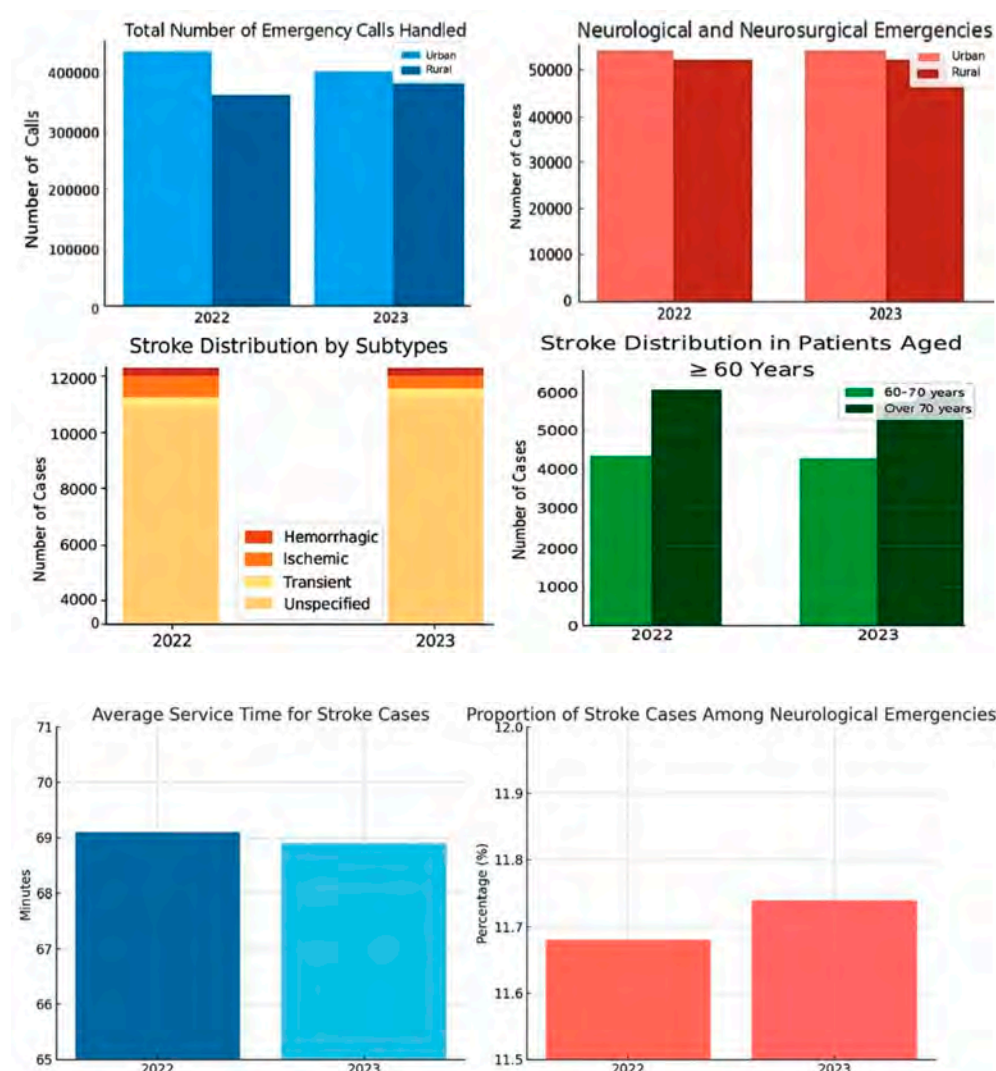 Total Number of Emergency Calls Handled
Number of Calls
400000
300000
200000
100000
0
Urban
Rural
2022
2023
Neurological and Neurosurgical Emergencies
Number of Cases
50000
40000
30000
20000
10000
0
Urban
Rural
2022
2023
Stroke Distribution by Subtypes
Number of Cases
12000
10000
8000
6000
4000
0
Hemorrhagic
Ischemic
Transient
Unspecified
2022
2023
Stroke Distribution in Patients Aged
≥ 60 Years
Number of Cases
6000
5000
4000
3000
2000
1000
0
60-70 years
Over 70 years
2022
2023
Average Service Time for Stroke Cases
Minutes
71
70
69
68
67
66
65
2022
2023
Proportion of Stroke Cases Among Neurological Emergencies
Percentage (%)
12.0
11.9
11.8
11.7
11.6
11.5
2022
2023